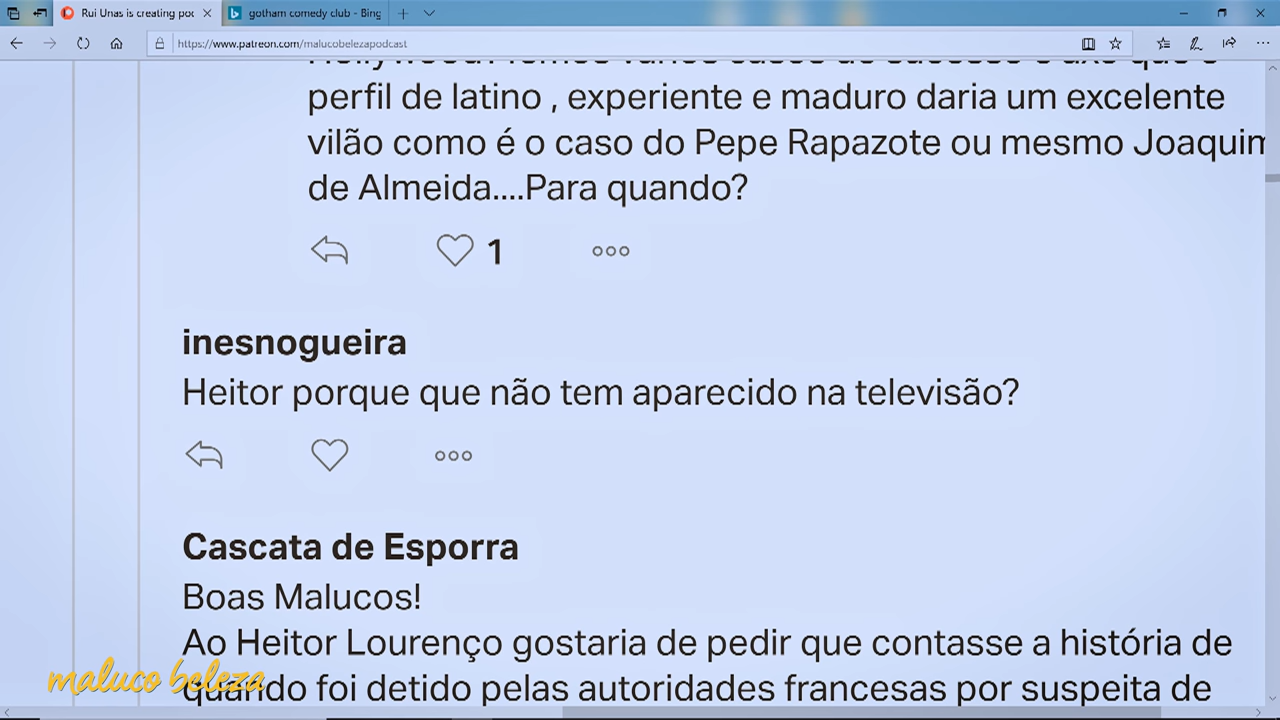 Rui Unas is creating poc
gotham comedy club - Bing
https://www.patreon.com/malucobelezapodcast
perfil de latino , experiente e maduro daria um excelente
vilão como é o caso do Pepe Rapazote ou mesmo Joaquim
de Almeida....Para quando?
1
inesnogueira
Heitor porque que não tem aparecido na televisão?
Cascata de Esporra
Boas Malucos!
Ao Heitor Lourenço gostaria de pedir que contasse a história de
quando foi detido pelas autoridades francesas por suspeita de
maluco beleza